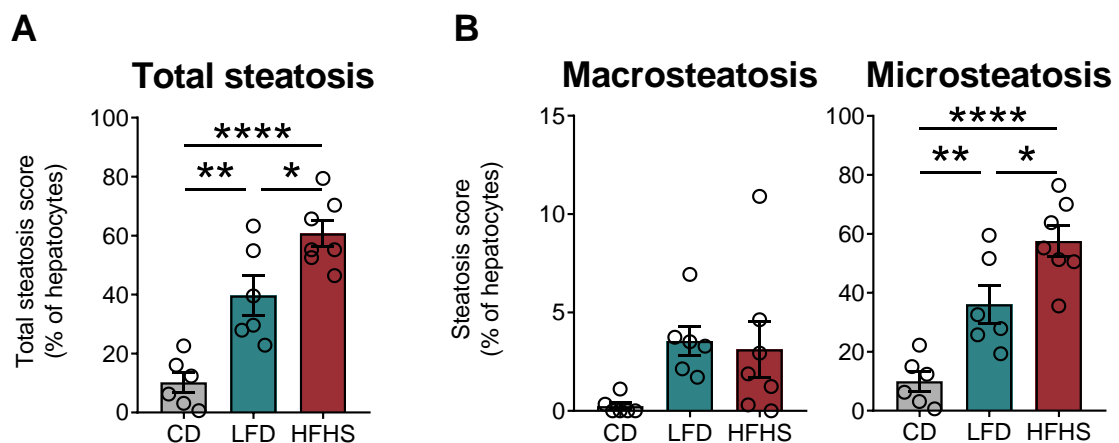 A
B
Total steatosis
Macrosteatosis
Microsteatosis
Total steatosis score
(% of hepatocytes)
100
80
60
40
20
0
****
**
*
CD
LFD
HFHS
Steatosis score
(% of hepatocytes)
15
10
5
0
CD
LFD
HFHS
100
80
60
40
20
0
****
**
*
CD
LFD
HFHS